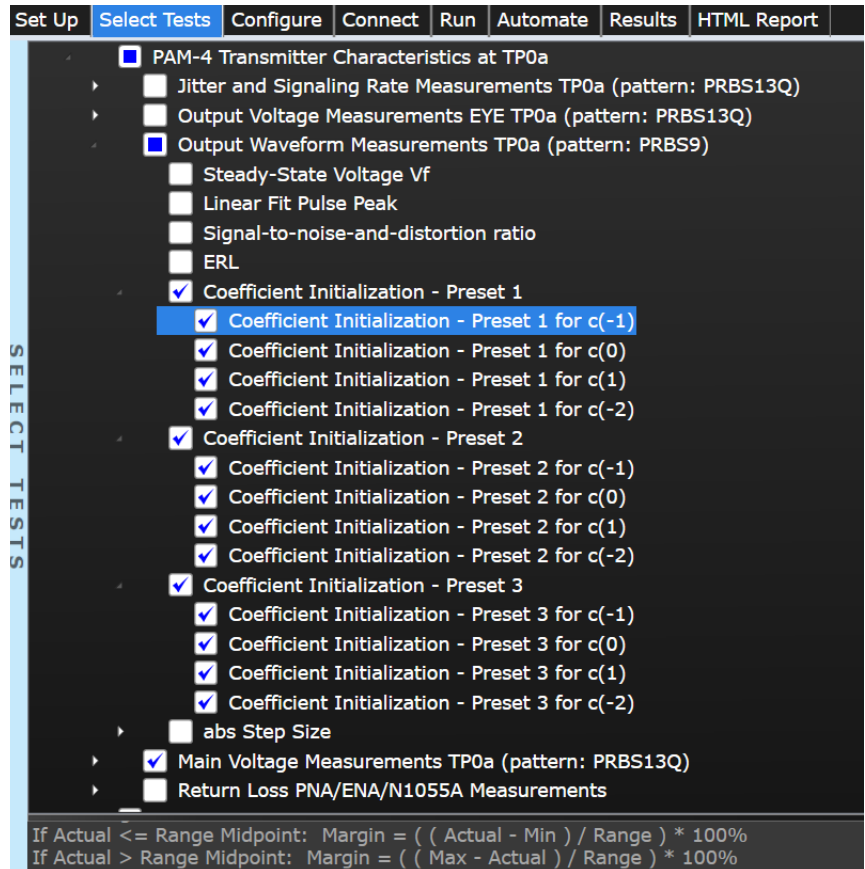 Set Up Select Tests Configure Connect Run Automate Results HTML Report
SELECT TESTS
PAM-4 Transmitter Characteristics at TP0a
Jitter and Signaling Rate Measurements TP0a (pattern: PRBS13Q)
Output Voltage Measurements EYE TP0a (pattern: PRBS13Q)
Output Waveform Measurements TP0a (pattern: PRBS9)
Steady-State Voltage Vf
Linear Fit Pulse Peak
Signal-to-noise-and-distortion ratio
ERL
Coefficient Initialization - Preset 1
Coefficient Initialization - Preset 1 for c(-1)
Coefficient Initialization - Preset 1 for c(0)
Coefficient Initialization - Preset 1 for c(1)
Coefficient Initialization - Preset 1 for c(-2)
Coefficient Initialization - Preset 2
Coefficient Initialization - Preset 2 for c(-1)
Coefficient Initialization - Preset 2 for c(0)
Coefficient Initialization - Preset 2 for c(1)
Coefficient Initialization - Preset 2 for c(-2)
Coefficient Initialization - Preset 3
Coefficient Initialization - Preset 3 for c(-1)
Coefficient Initialization - Preset 3 for c(0)
Coefficient Initialization - Preset 3 for c(1)
Coefficient Initialization - Preset 3 for c(-2)
abs Step Size
Main Voltage Measurements TP0a (pattern: PRBS13Q)
Return Loss PNA/ENA/N1055A Measurements
If Actual <= Range Midpoint: Margin = ( ( Actual - Min ) / Range ) * 100%
If Actual > Range Midpoint: Margin = ( ( Max - Actual ) / Range ) * 100%